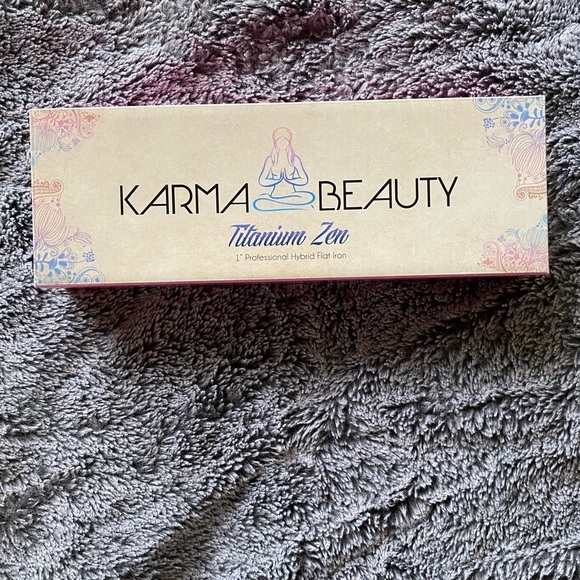 KARMA BEAUTY
Titanium Zen
1" Professional Hybrid Flat Iron